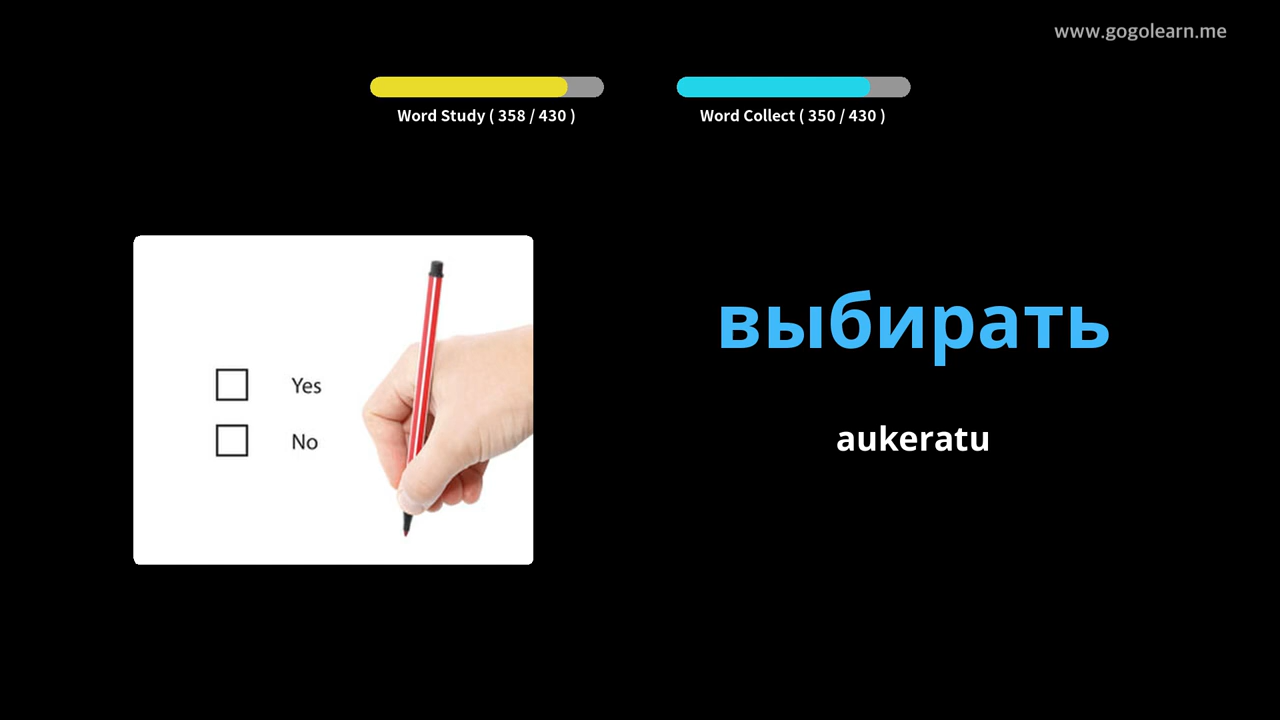 www.gogolearn.me
Word Study ( 358 / 430 )
Word Collect ( 350 / 430 )
Yes
No
выбирать
aukeratu